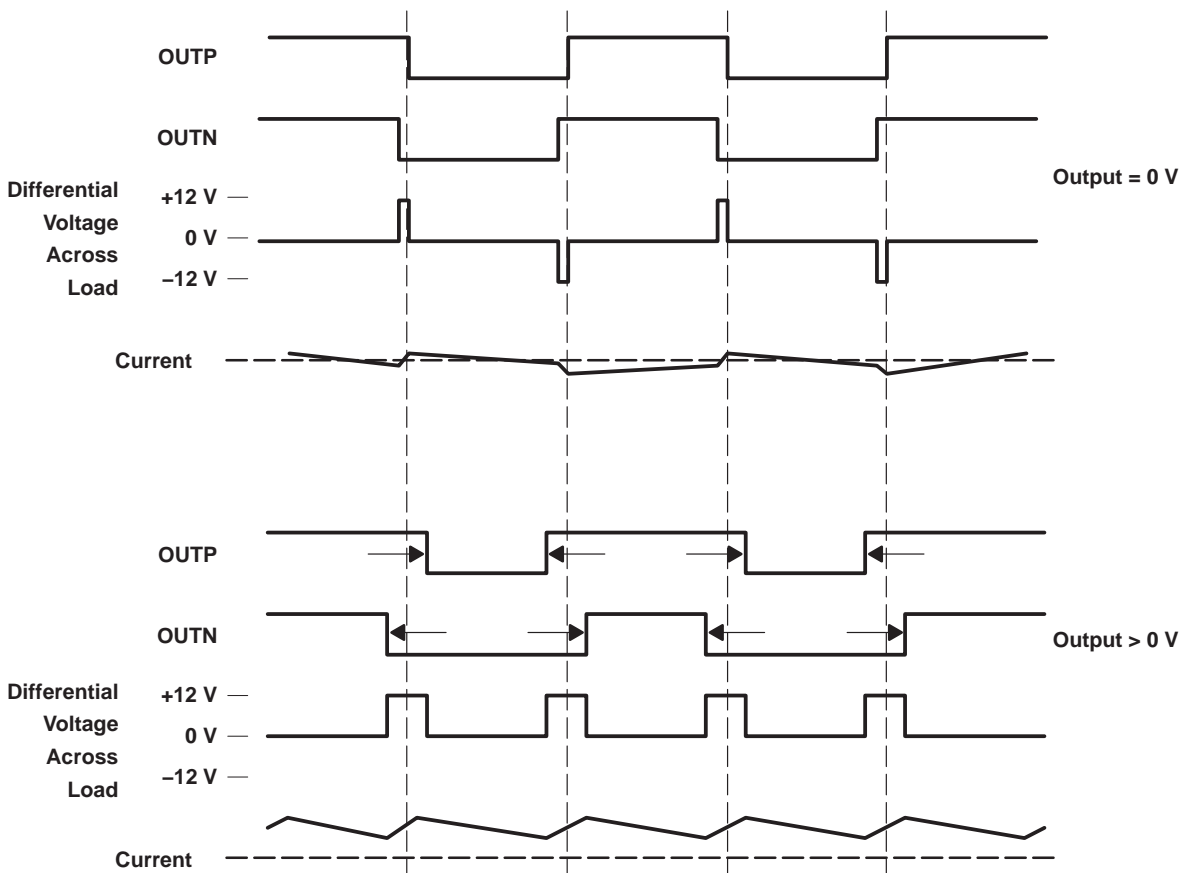 OUTP
OUTN
Output = 0 V
Differential
Voltage
Across
Load
+12 V
0 V
–12 V
Current
OUTP
OUTN
Output > 0 V
Differential
Voltage
Across
Load
+12 V
0 V
–12 V
Current